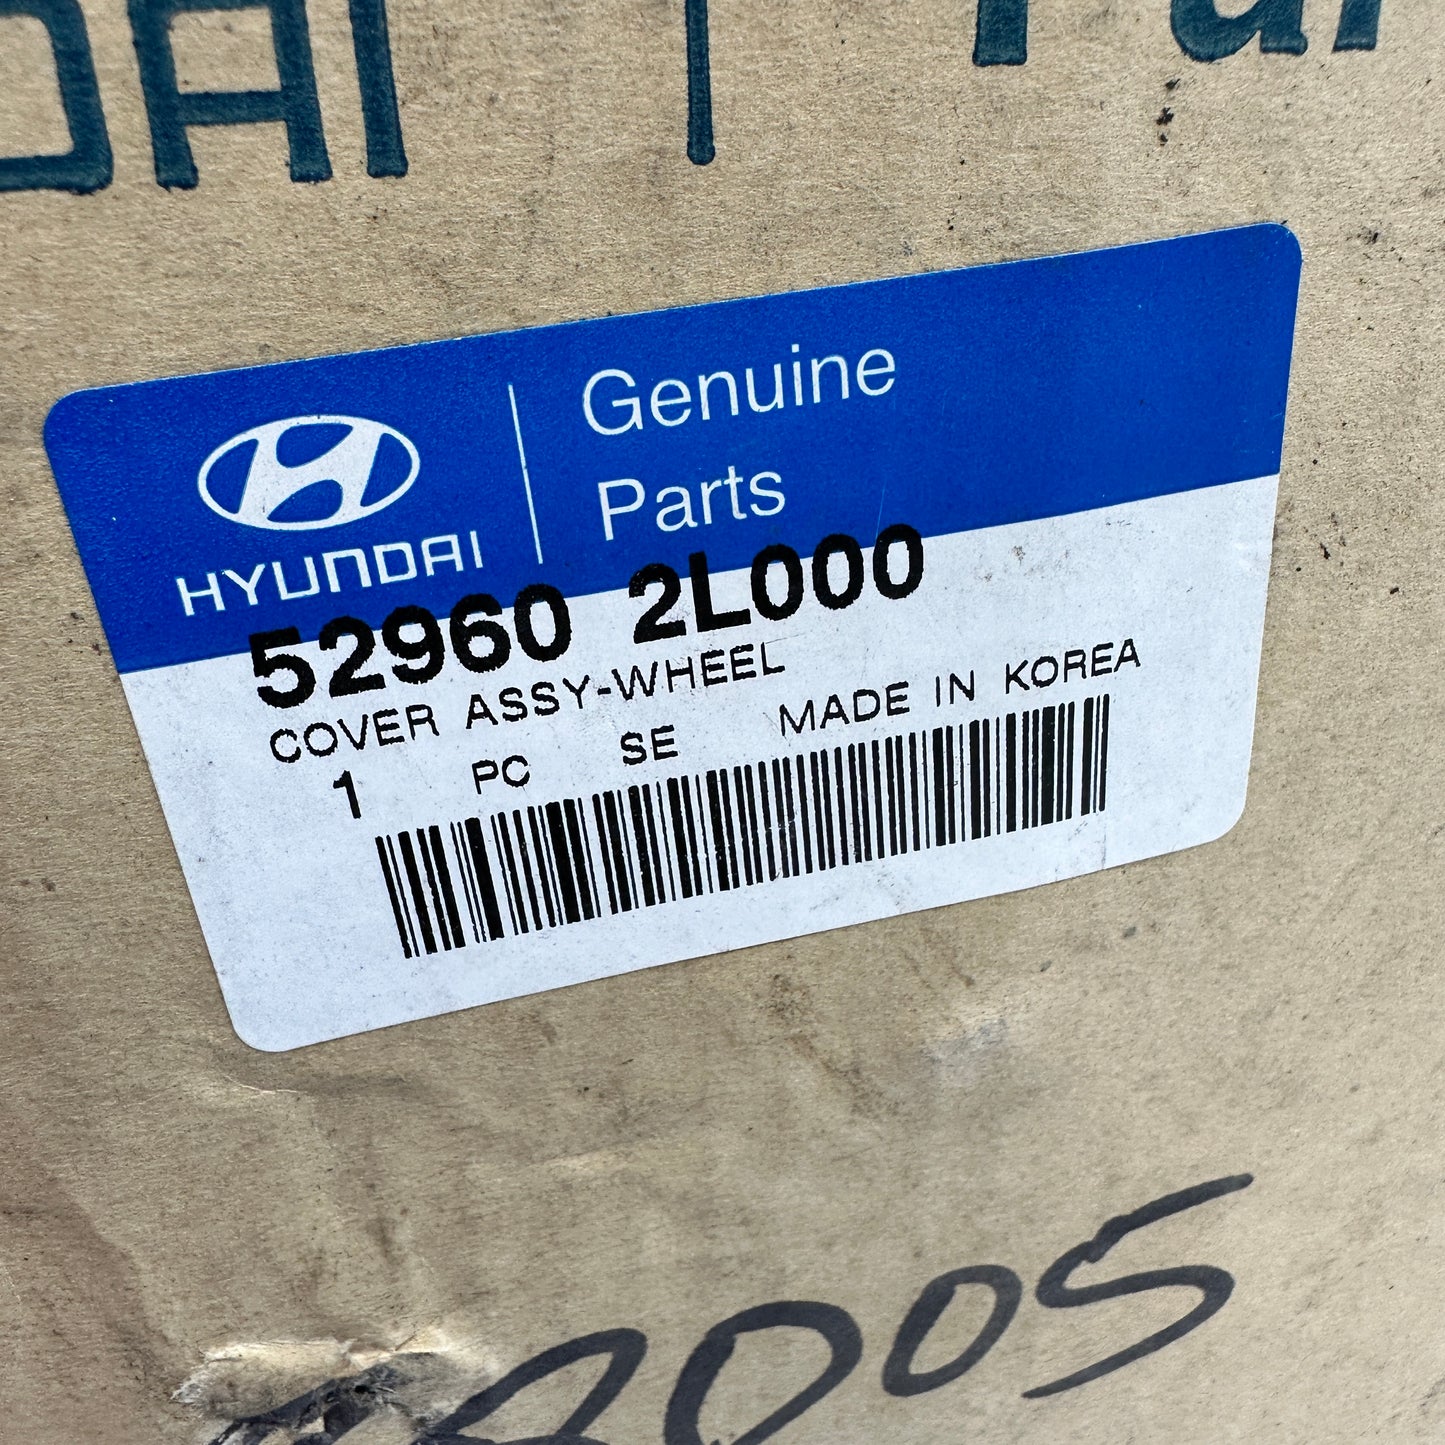 HYUNDAI
Genuine
Parts
52960 2L000
COVER ASSY-WHEEL
1 PC SE MADE IN KOREA